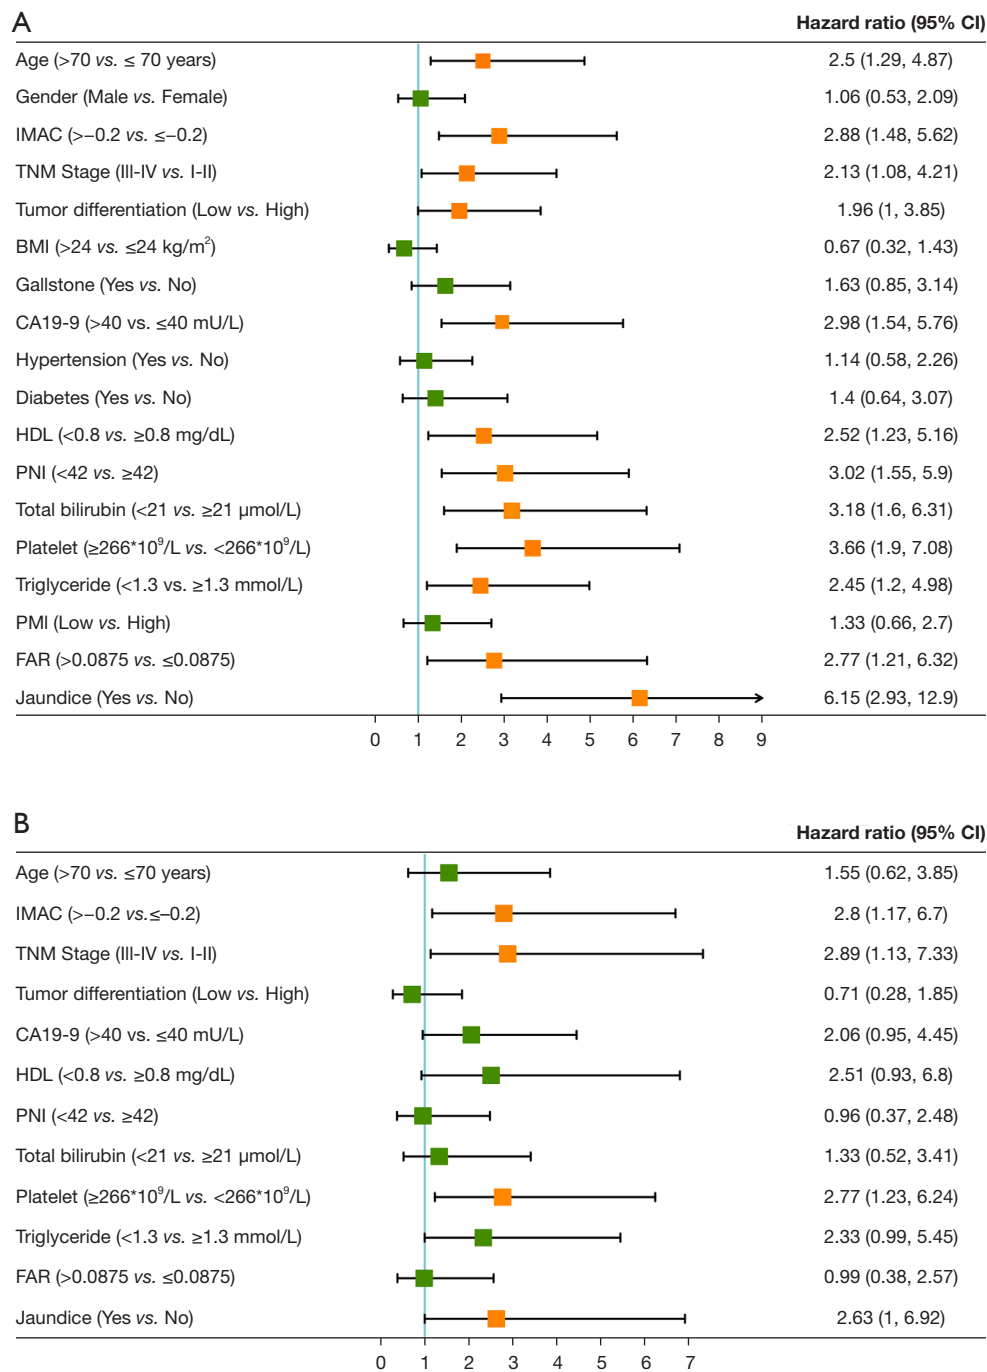 A
Hazard ratio (95% CI)
Age (>70 vs. ≤ 70 years) 2.5 (1.29, 4.87)
Gender (Male vs. Female) 1.06 (0.53, 2.09)
IMAC (>−0.2 vs. ≤−0.2) 2.88 (1.48, 5.62)
TNM Stage (III-IV vs. I-II) 2.13 (1.08, 4.21)
Tumor differentiation (Low vs. High) 1.96 (1, 3.85)
BMI (>24 vs. ≤24 kg/m²) 0.67 (0.32, 1.43)
Gallstone (Yes vs. No) 1.63 (0.85, 3.14)
CA19-9 (>40 vs. ≤40 mU/L) 2.98 (1.54, 5.76)
Hypertension (Yes vs. No) 1.14 (0.58, 2.26)
Diabetes (Yes vs. No) 1.4 (0.64, 3.07)
HDL (<0.8 vs. ≥0.8 mg/dL) 2.52 (1.23, 5.16)
PNI (<42 vs. ≥42) 3.02 (1.55, 5.9)
Total bilirubin (<21 vs. ≥21 μmol/L) 3.18 (1.6, 6.31)
Platelet (≥266*10⁹/L vs. <266*10⁹/L) 3.66 (1.9, 7.08)
Triglyceride (<1.3 vs. ≥1.3 mmol/L) 2.45 (1.2, 4.98)
PMI (Low vs. High) 1.33 (0.66, 2.7)
FAR (>0.0875 vs. ≤0.0875) 2.77 (1.21, 6.32)
Jaundice (Yes vs. No) 6.15 (2.93, 12.9)
0 1 2 3 4 5 6 7 8 9
B
Hazard ratio (95% CI)
Age (>70 vs. ≤70 years) 1.55 (0.62, 3.85)
IMAC (>−0.2 vs.≤−0.2) 2.8 (1.17, 6.7)
TNM Stage (III-IV vs. I-II) 2.89 (1.13, 7.33)
Tumor differentiation (Low vs. High) 0.71 (0.28, 1.85)
CA19-9 (>40 vs. ≤40 mU/L) 2.06 (0.95, 4.45)
HDL (<0.8 vs. ≥0.8 mg/dL) 2.51 (0.93, 6.8)
PNI (<42 vs. ≥42) 0.96 (0.37, 2.48)
Total bilirubin (<21 vs. ≥21 μmol/L) 1.33 (0.52, 3.41)
Platelet (≥266*10⁹/L vs. <266*10⁹/L) 2.77 (1.23, 6.24)
Triglyceride (<1.3 vs. ≥1.3 mmol/L) 2.33 (0.99, 5.45)
FAR (>0.0875 vs. ≤0.0875) 0.99 (0.38, 2.57)
Jaundice (Yes vs. No) 2.63 (1, 6.92)
0 1 2 3 4 5 6 7